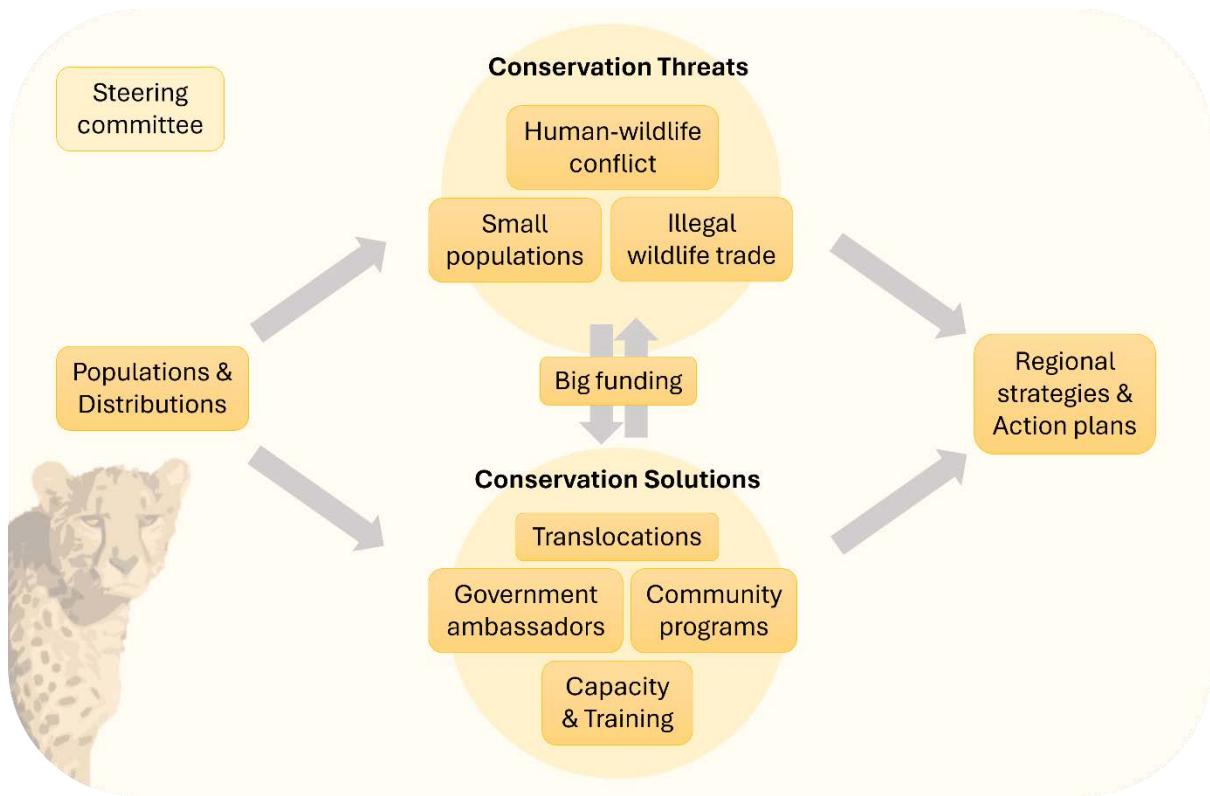 Steering
committee
Conservation Threats
Human-wildlife
conflict
Small
populations
Illegal
wildlife trade
Populations &
Distributions
Big funding
Regional
strategies &
Action plans
Conservation Solutions
Translocations
Government
ambassadors
Community
programs
Capacity
& Training